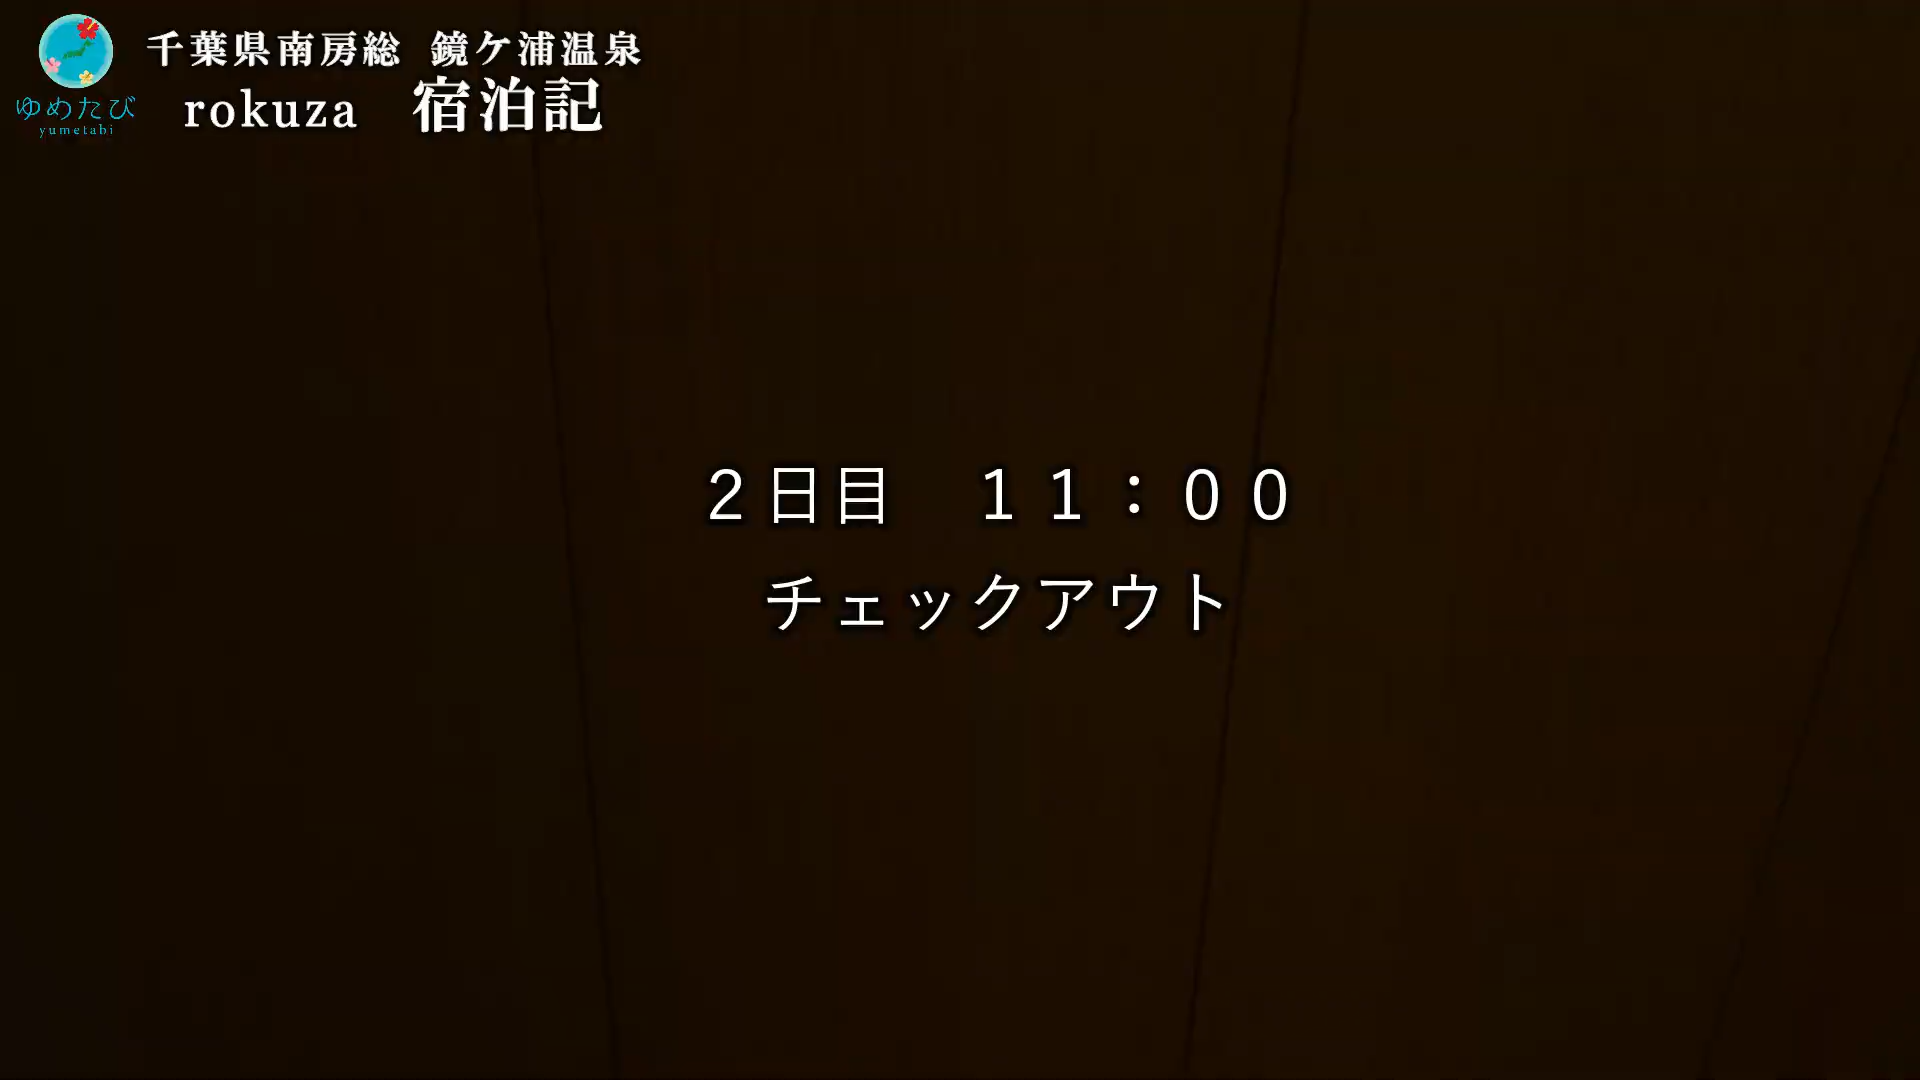 千葉県南房総 鏡ケ浦温泉
rokuza 宿泊記
ゆめたび
yumetabi
２日目 １１：００
チェックアウト